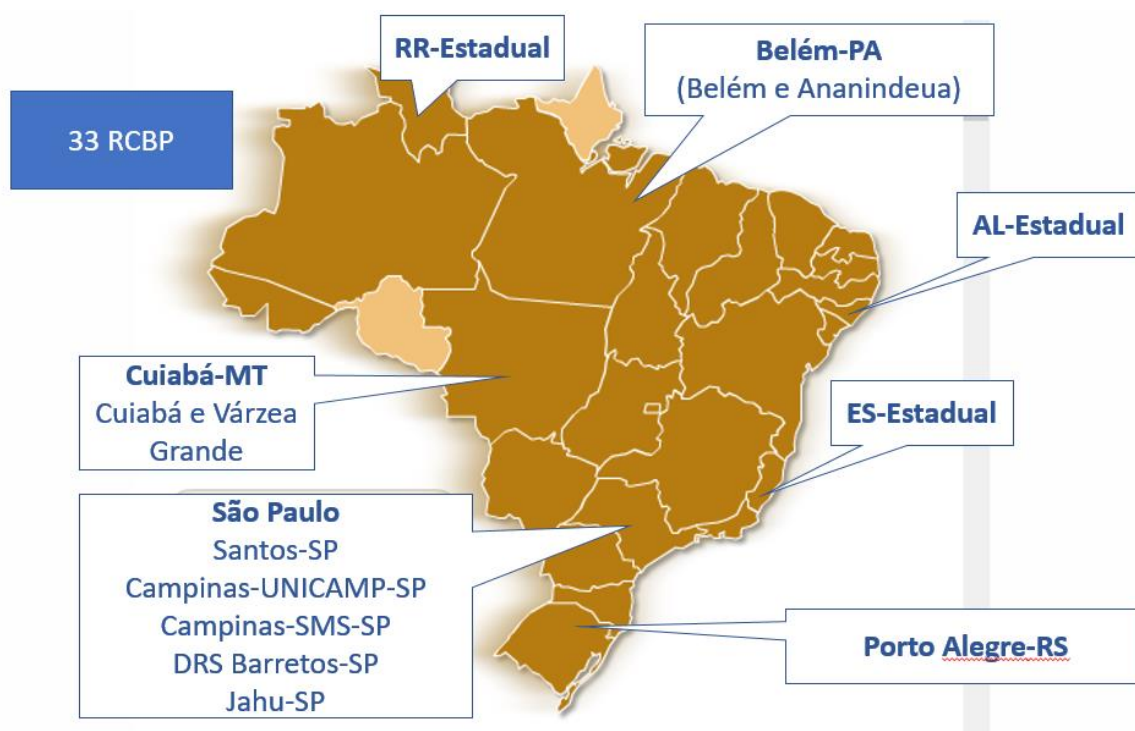 RR-Estadual
Belém-PA
(Belém e Ananindeua)
33 RCBP
AL-Estadual
Cuiabá-MT
Cuiabá e Várzea
Grande
ES-Estadual
São Paulo
Santos-SP
Campinas-UNICAMP-SP
Campinas-SMS-SP
DRS Barretos-SP
Jahu-SP
Porto Alegre-RS